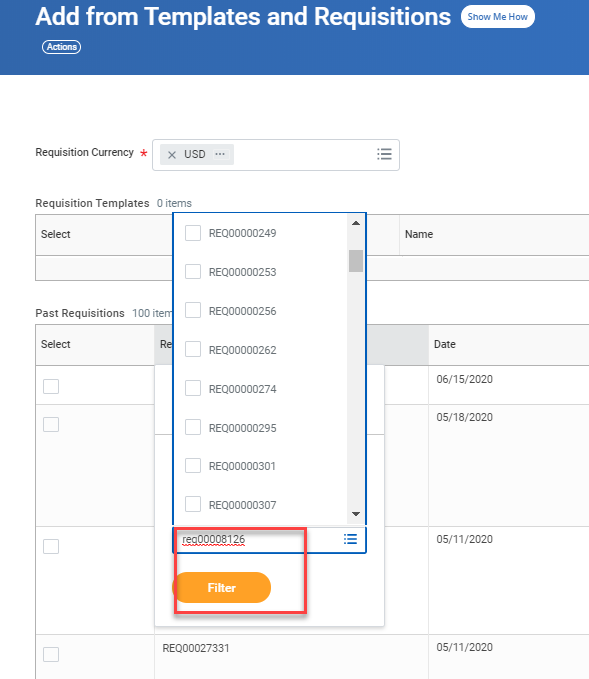 Add from Templates and Requisitions
Show Me How
Actions
Requisition Currency *
USD
Requisition Templates 0 items
Select
Name
REQ00000249
REQ00000253
REQ00000256
REQ00000262
REQ00000274
REQ00000295
REQ00000301
REQ00000307
Past Requisitions 100 item
Select
Re
Date
06/15/2020
05/18/2020
req00008126
05/11/2020
Filter
REQ00027331
05/11/2020